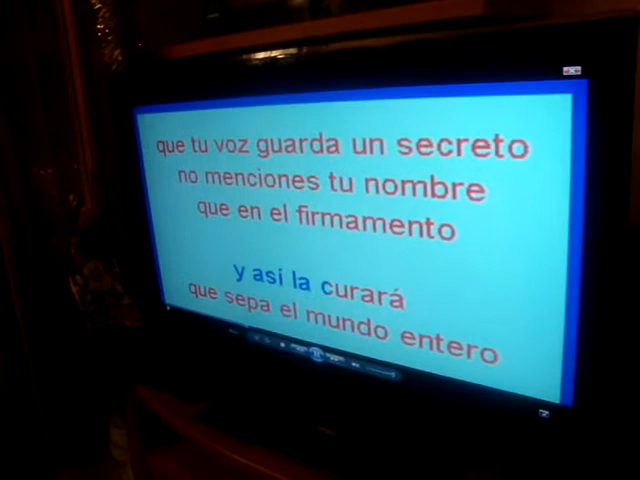 que tu voz guarda un secreto
no menciones tu nombre
que en el firmamento
y así la curará
que sepa el mundo entero